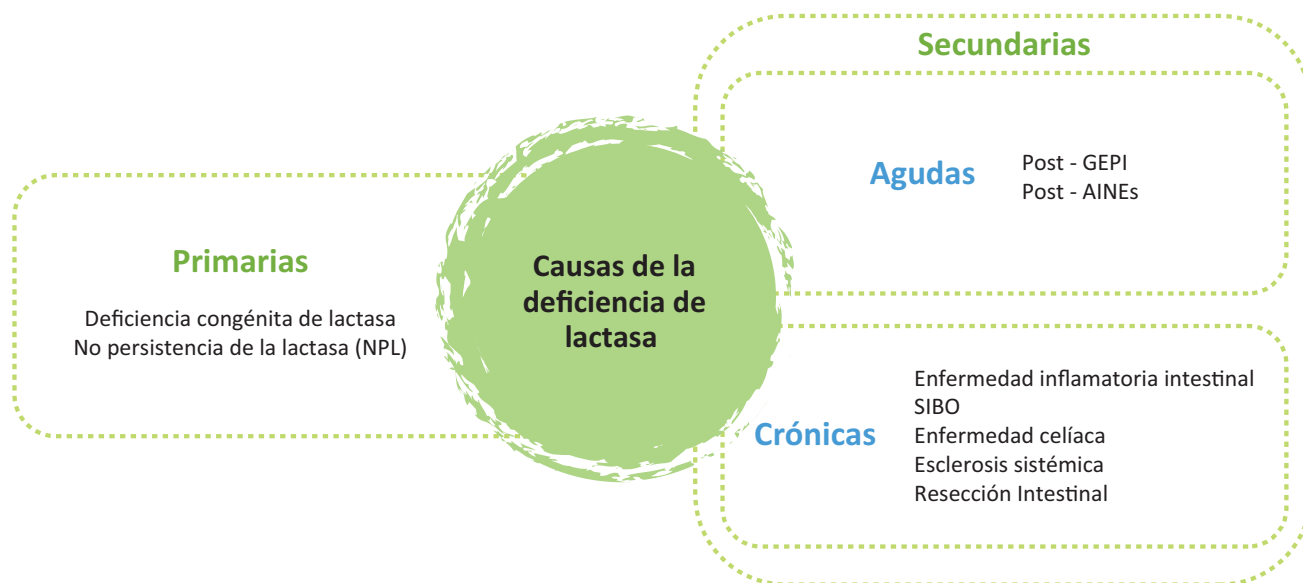 Causas de la
deficiencia de
lactasa
Primarias
Deficiencia congénita de lactasa
No persistencia de la lactasa (NPL)
Secundarias
Agudas
Post - GEPI
Post - AINEs
Crónicas
Enfermedad inflamatoria intestinal
SIBO
Enfermedad celíaca
Esclerosis sistémica
Resección Intestinal